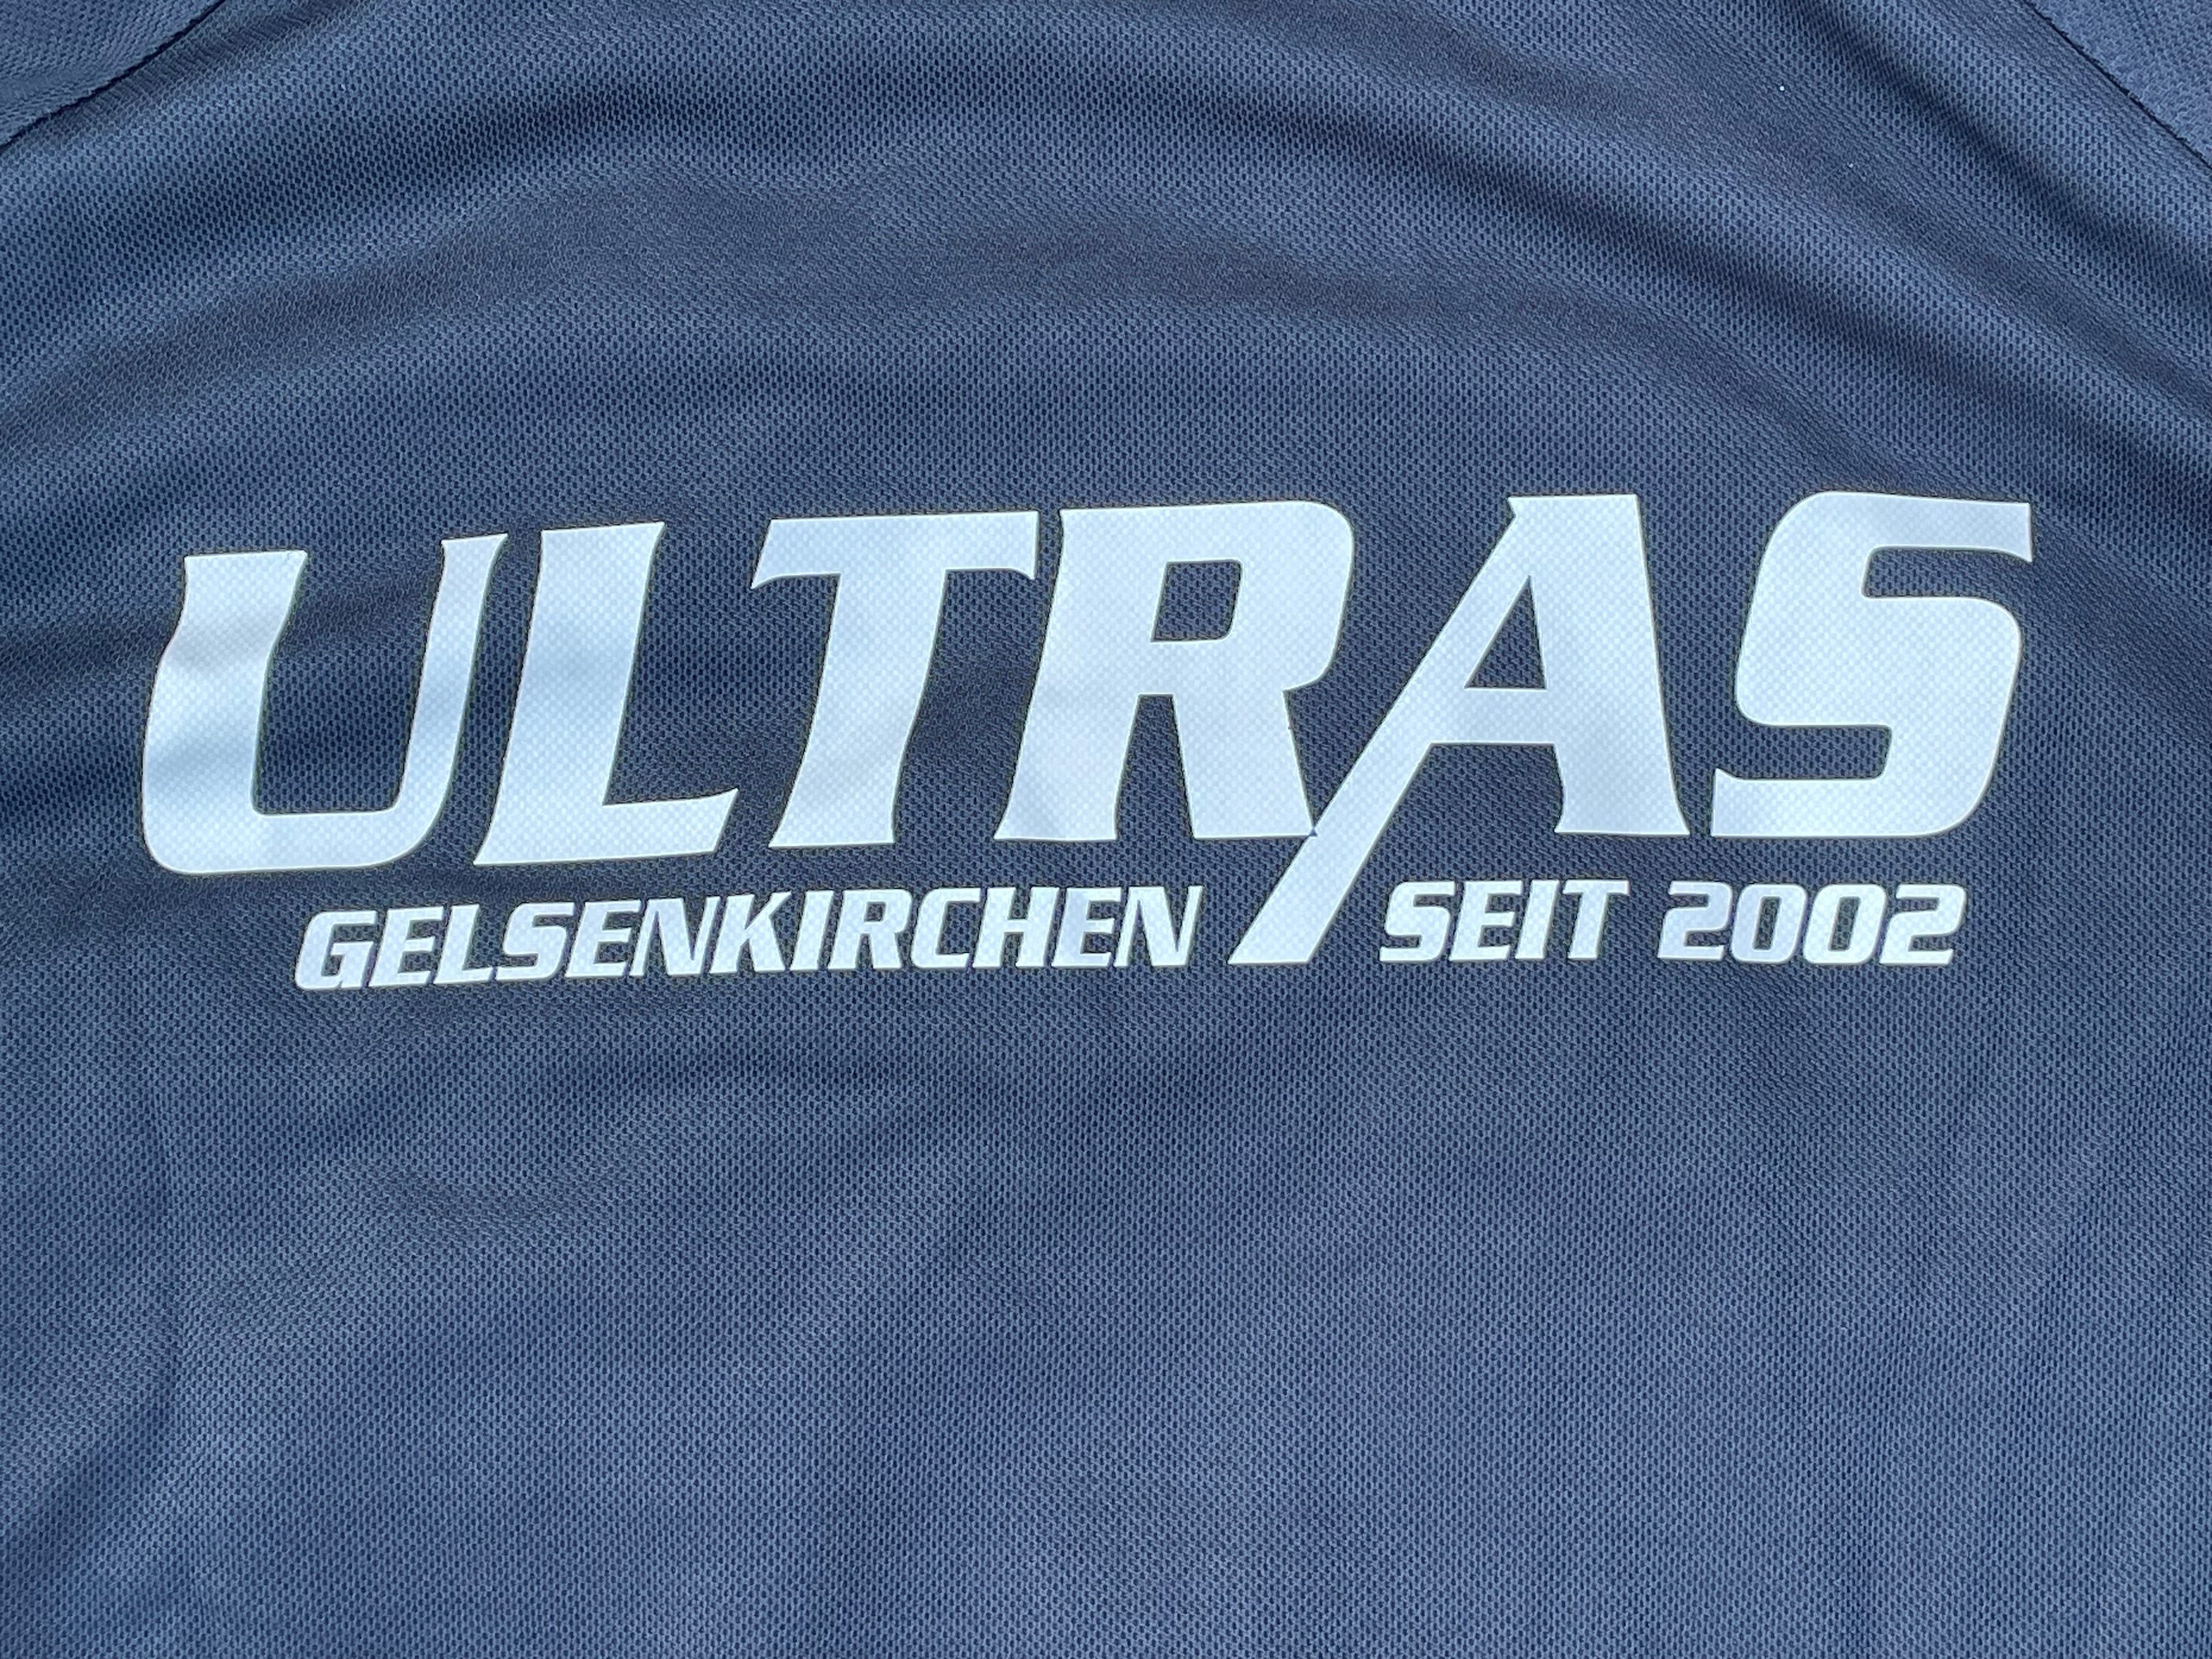 ULTRAS
GELSENKIRCHEN SEIT 2002